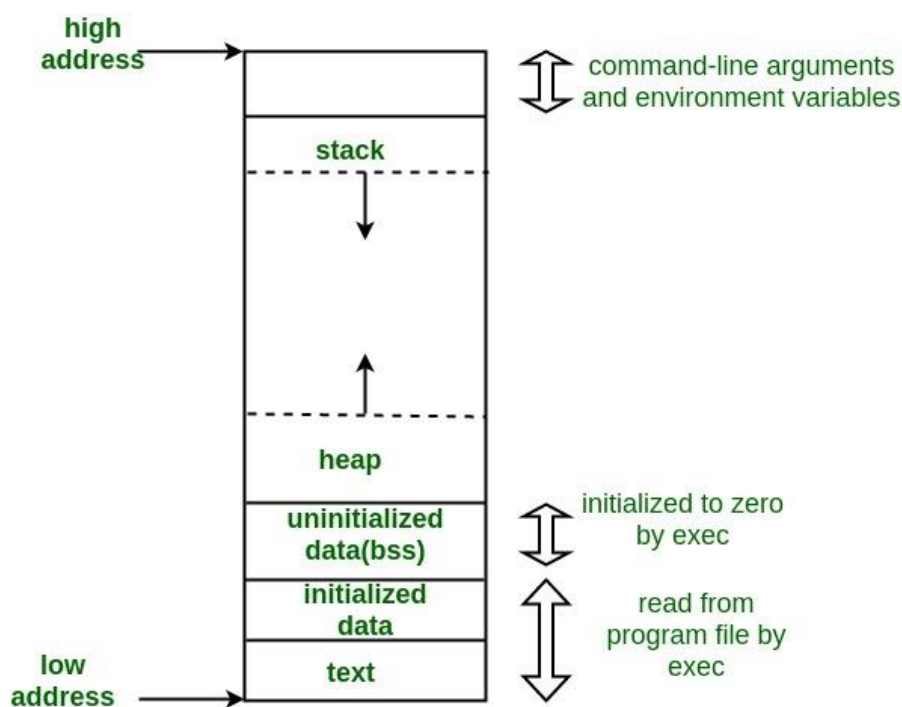 high
address
command-line arguments
and environment variables
stack
heap
uninitialized
data(bss)
initialized to zero
by exec
initialized
data
read from
program file by
exec
text
low
address